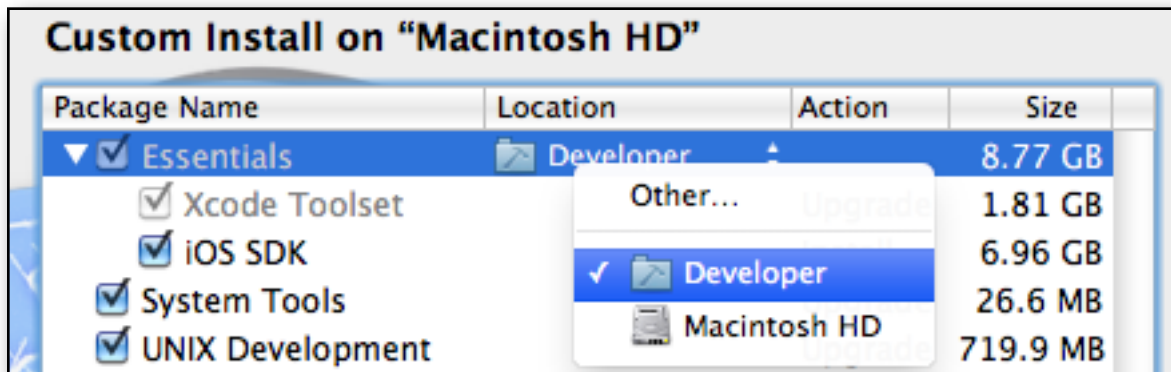 Custom Install on “Macintosh HD”
Package Name Location Action Size
Essentials Developer 8.77 GB
Xcode Toolset Other... Upgrade 1.81 GB
iOS SDK Developer 6.96 GB
System Tools Macintosh HD 26.6 MB
UNIX Development Upgrade 719.9 MB